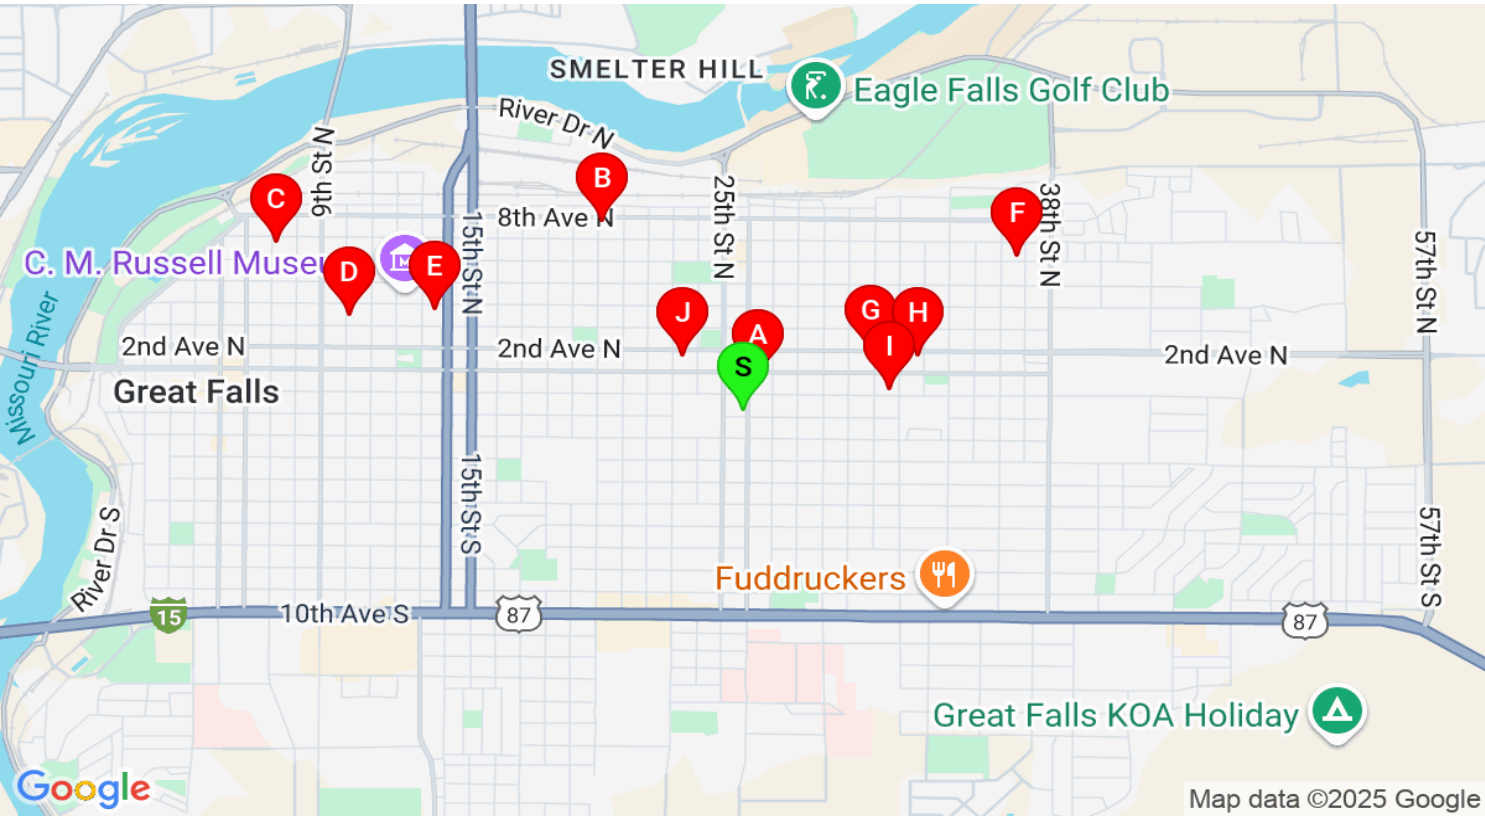 SMELTER HILL
Eagle Falls Golf Club
River Dr N
9th St N
B
C
25th St N
38th St N
F
8th Ave N
15th St N
C. M. Russell Museu
D
E
57th St N
Missouri River
J
A
G
H
I
2nd Ave N
2nd Ave N
2nd Ave N
S
Great Falls
15th St S
River Dr S
57th St S
Fuddruckers
15
10th Ave S
87
87
Great Falls KOA Holiday
Google
Map data ©2025 Google